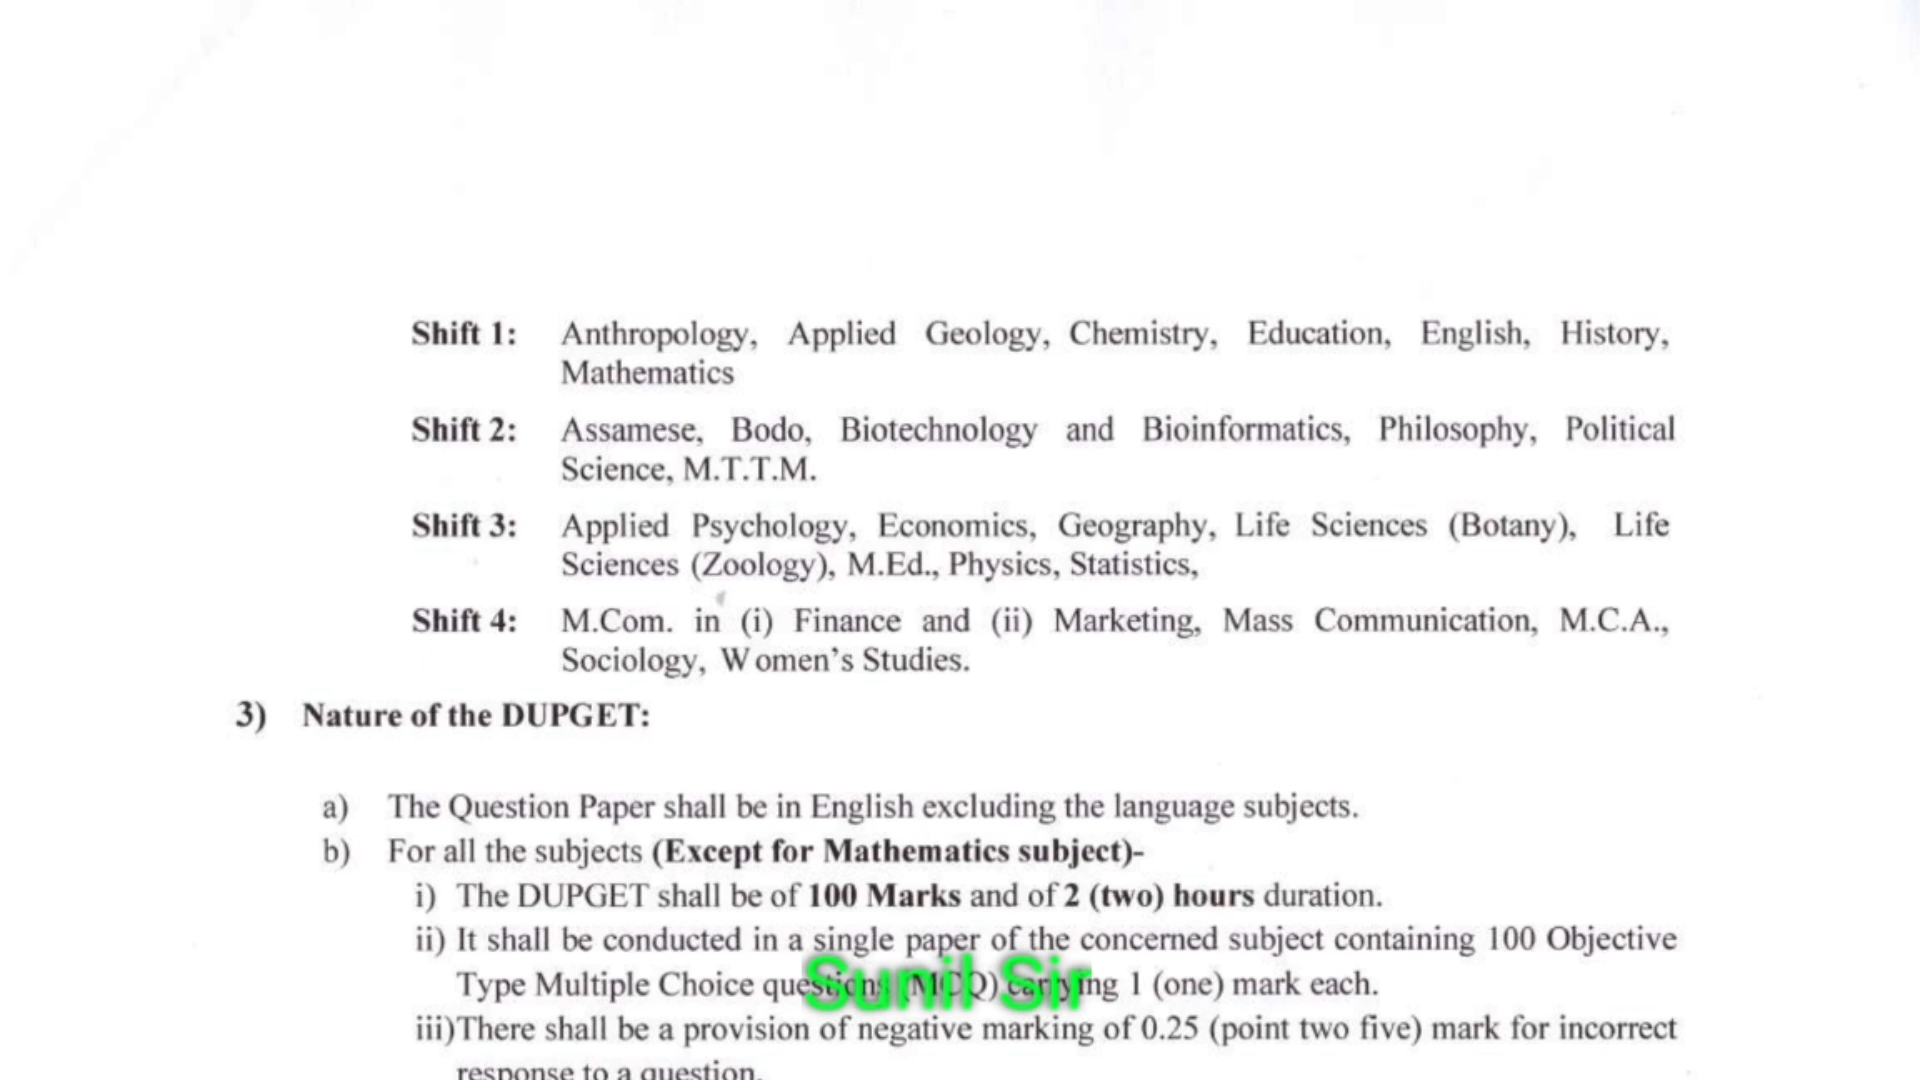 Shift 1: Anthropology, Applied Geology, Chemistry, Education, English, History,
Mathematics
Shift 2: Assamese, Bodo, Biotechnology and Bioinformatics, Philosophy, Political
Science, M.T.T.M.
Shift 3: Applied Psychology, Economics, Geography, Life Sciences (Botany), Life
Sciences (Zoology), M.Ed., Physics, Statistics,
Shift 4: M.Com. in (i) Finance and (ii) Marketing, Mass Communication, M.C.A.,
Sociology, Women's Studies.
3) Nature of the DUPGET:
a) The Question Paper shall be in English excluding the language subjects.
b) For all the subjects (Except for Mathematics subject)-
i) The DUPGET shall be of 100 Marks and of 2 (two) hours duration.
ii) It shall be conducted in a single paper of the concerned subject containing 100 Objective
Type Multiple Choice questions (MCQ) carrying 1 (one) mark each.
Sunil Sir
iii)There shall be a provision of negative marking of 0.25 (point two five) mark for incorrect
response to a question.